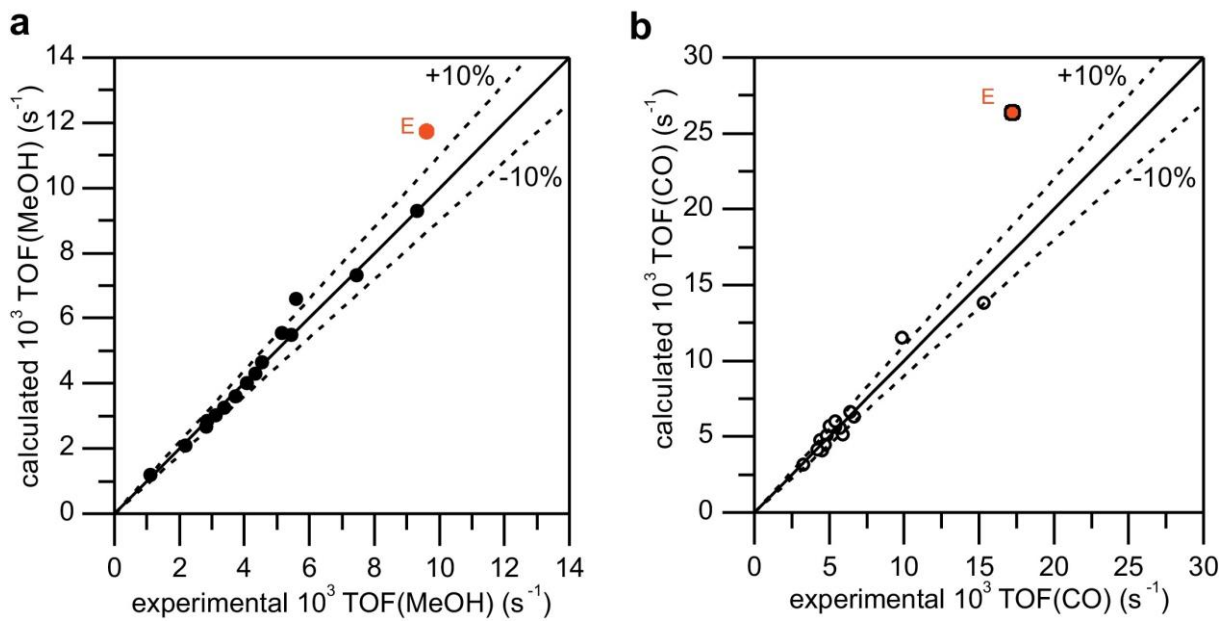 a
calculated 10³ TOF(MeOH) (s⁻¹)
14
12
10
8
6
4
2
0
+10%
-10%
E
0 2 4 6 8 10 12 14
experimental 10³ TOF(MeOH) (s⁻¹)
b
calculated 10³ TOF(CO) (s⁻¹)
30
25
20
15
10
5
0
+10%
-10%
E
0 5 10 15 20 25 30
experimental 10³ TOF(CO) (s⁻¹)